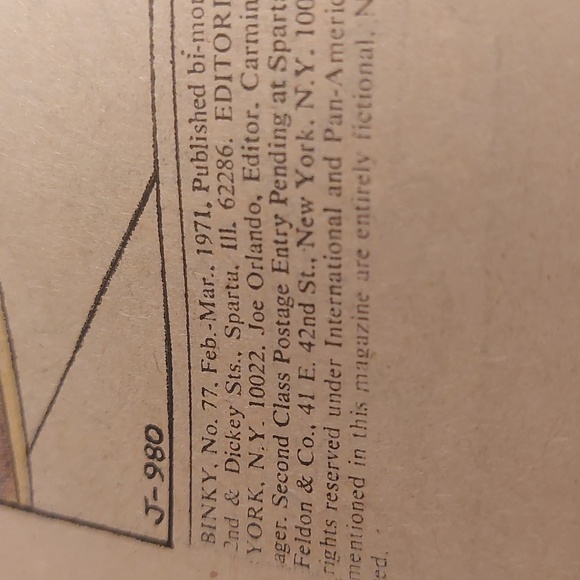 J-980
BINKY, No. 77, Feb.-Mar., 1971, Published bi-mon
2nd & Dickey Sts., Sparta, Ill. 62286. EDITORI
YORK, N.Y. 10022, Joe Orlando, Editor, Carmin
ager. Second Class Postage Entry Pending at Sparta
Feldon & Co., 41 E. 42nd St., New York, N.Y. 100
rights reserved under International and Pan-Americ
mentioned in this magazine are entirely fictional. N
ed.